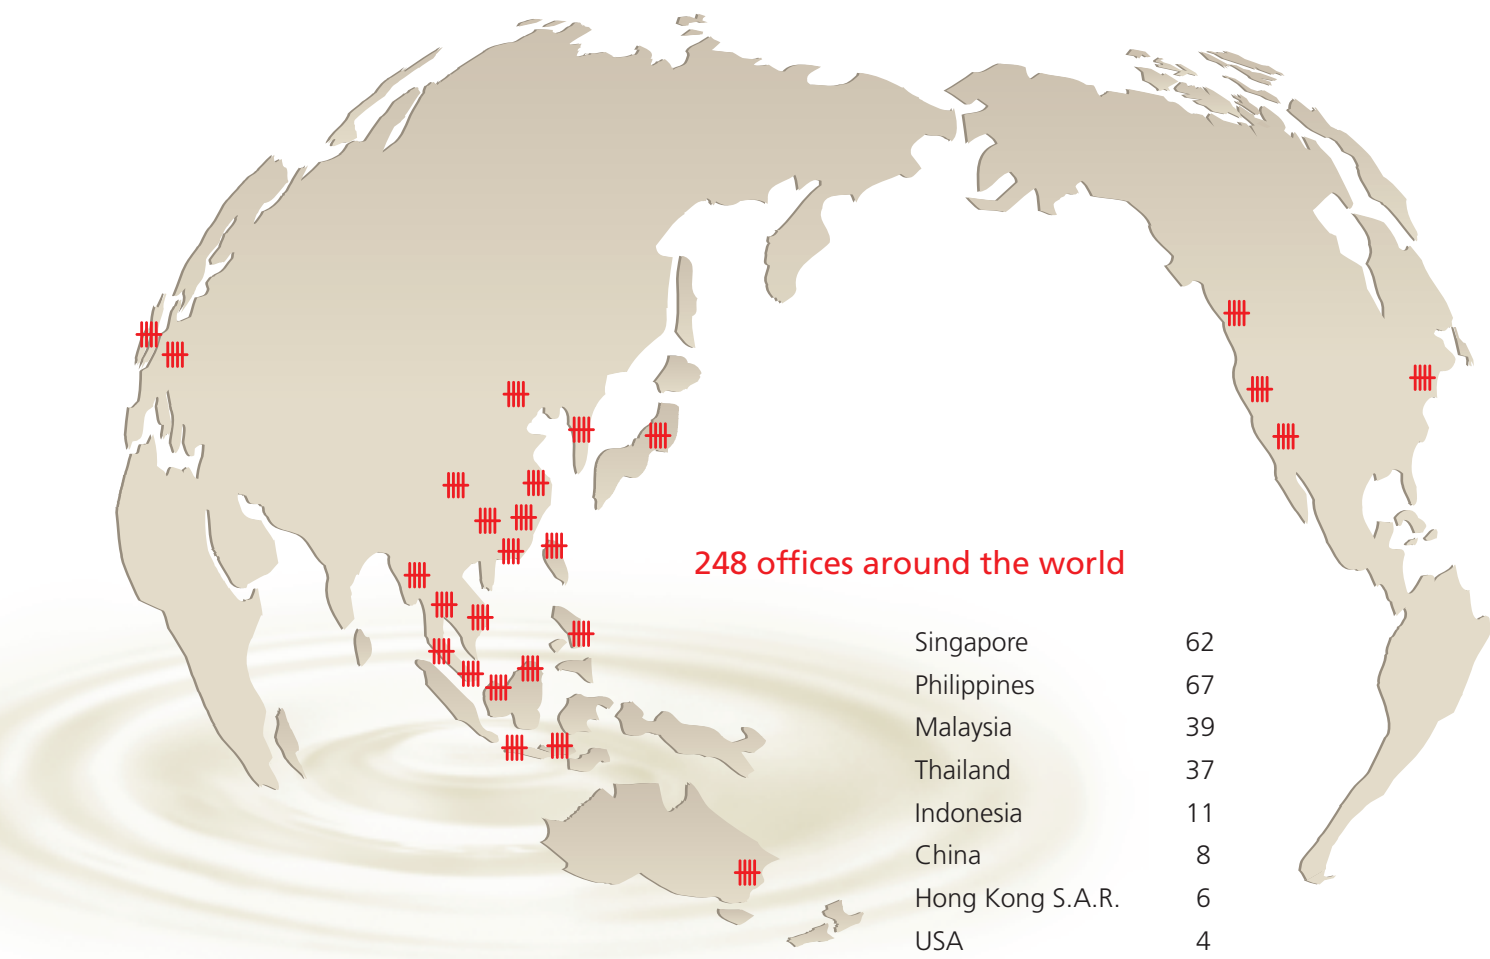 248 offices around the world
Singapore 62
Philippines 67
Malaysia 39
Thailand 37
Indonesia 11
China 8
Hong Kong S.A.R. 6
USA 4